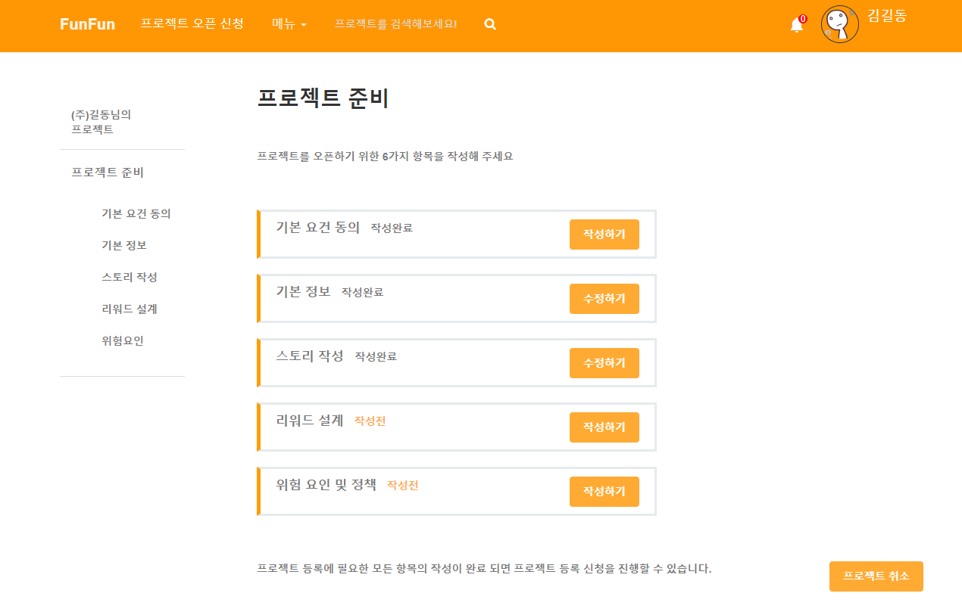 FunFun 프로젝트 오픈 신청 메뉴 프로젝트를 검색해보세요! 0 김길동
프로젝트 준비
(주)길동님의
프로젝트
프로젝트 준비
기본 요건 동의
기본 정보
스토리 작성
리워드 설계
위험요인
프로젝트를 오픈하기 위한 6가지 항목을 작성해 주세요
기본 요건 동의 작성완료 작성하기
기본 정보 작성완료 수정하기
스토리 작성 작성완료 수정하기
리워드 설계 작성전 작성하기
위험 요인 및 정책 작성전 작성하기
프로젝트 등록에 필요한 모든 항목의 작성이 완료 되면 프로젝트 등록 신청을 진행할 수 있습니다.
프로젝트 취소